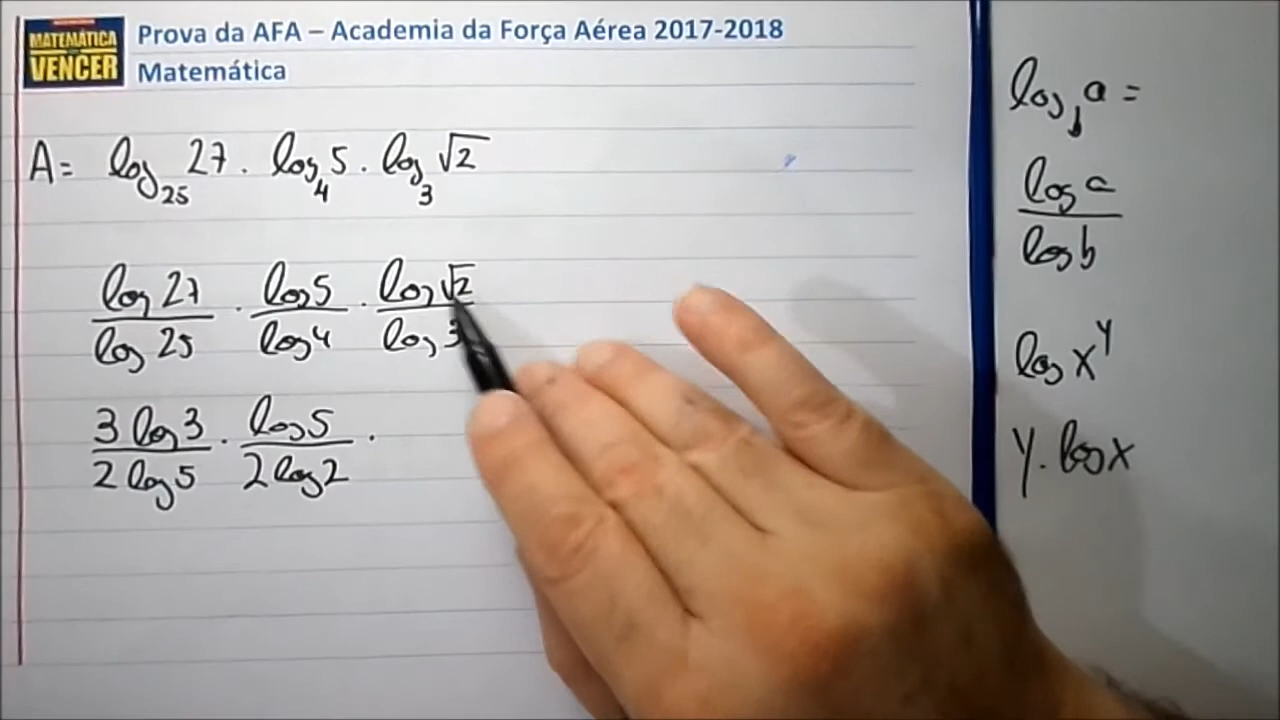 MATEMÁTICA
VENCER
Prova da AFA – Academia da Força Aérea 2017-2018
Matemática
A = log₂₅ 27 . log₄ 5 . log₃ √2
log 27 / log 25 . log 5 / log 4 . log √2 / log 3
3 log 3 / 2 log 5 . log 5 / 2 log 2 .
log_b a =
log a
log b
log x^y
y . log x